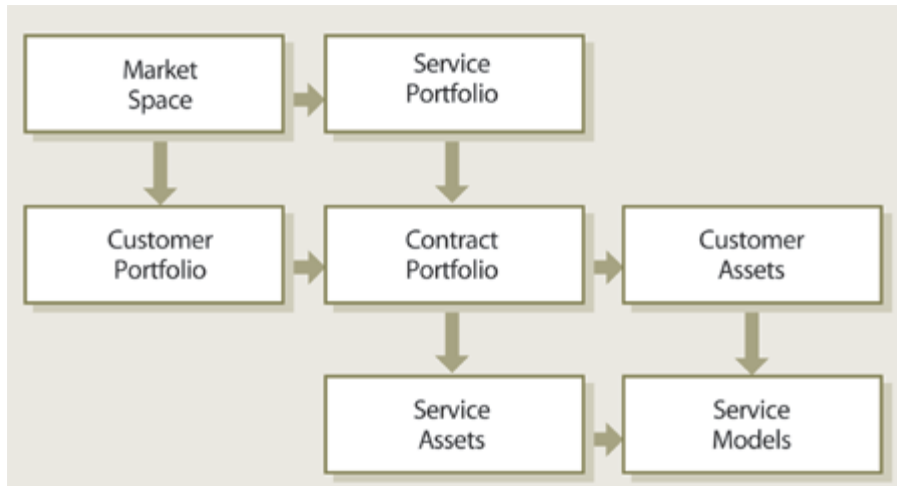 Market
Space
Service
Portfolio
Customer
Portfolio
Contract
Portfolio
Customer
Assets
Service
Assets
Service
Models